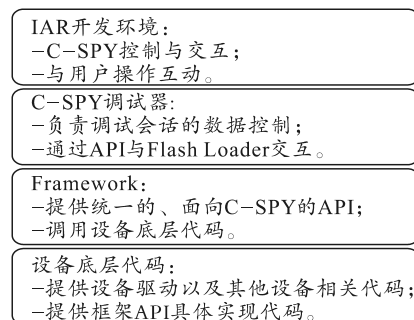 IAR开发环境：
-C-SPY控制与交互；
-与用户操作互动。
C-SPY调试器:
-负责调试会话的数据控制；
-通过API与Flash Loader交互。
Framework：
-提供统一的、面向C-SPY的API；
-调用设备底层代码。
设备底层代码：
-提供设备驱动以及其他设备相关代码；
-提供框架API具体实现代码。